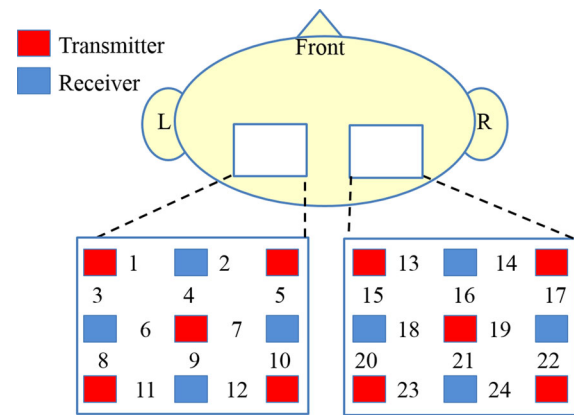 Transmitter
Receiver
Front
L R
1 2 13 14
3 4 5 15 16 17
6 7 18 19
8 9 10 20 21 22
11 12 23 24